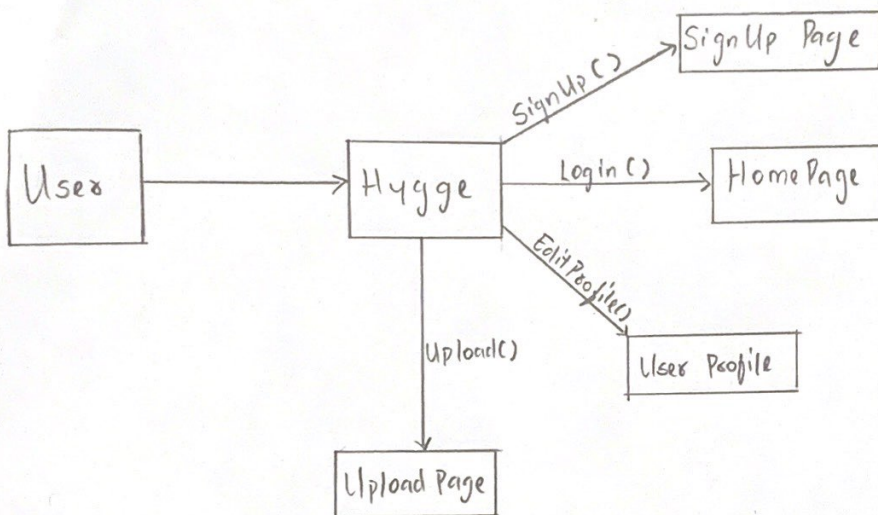 SignUp Page
SignUp()
User
Hygge
Login()
HomePage
EditProfile()
Upload()
User Profile
Upload Page